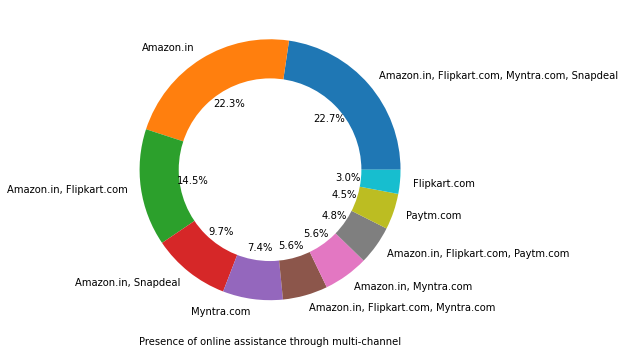 Amazon.in
Amazon.in, Flipkart.com, Myntra.com, Snapdeal
22.3%
22.7%
14.5%
3.0%
Amazon.in, Flipkart.com
Flipkart.com
4.5%
Paytm.com
4.8%
9.7%
5.6%
7.4%
5.6%
Amazon.in, Flipkart.com, Paytm.com
Amazon.in, Snapdeal
Amazon.in, Myntra.com
Myntra.com
Amazon.in, Flipkart.com, Myntra.com
Presence of online assistance through multi-channel